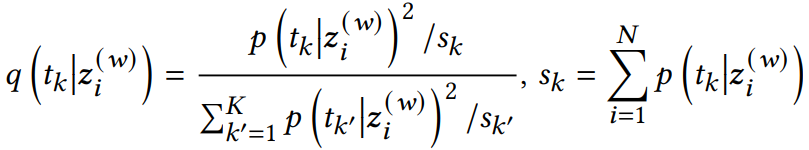 q(t_k|z_i^{(w)}) = \frac{p(t_k|z_i^{(w)})^2 / s_k}{\sum_{k'=1}^{K} p(t_{k'}|z_i^{(w)})^2 / s_{k'}}, s_k = \sum_{i=1}^{N} p(t_k|z_i^{(w)})